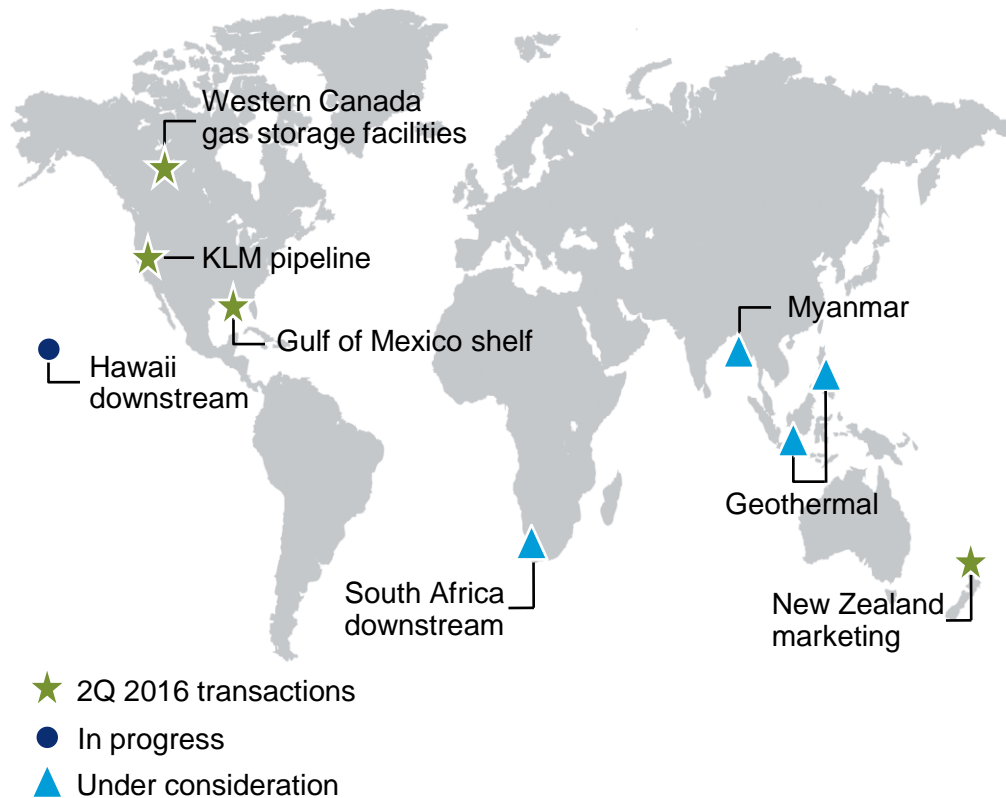 Western Canada
gas storage facilities
KLM pipeline
Gulf of Mexico shelf
Hawaii
downstream
Myanmar
Geothermal
South Africa
downstream
New Zealand
marketing
2Q 2016 transactions
In progress
Under consideration